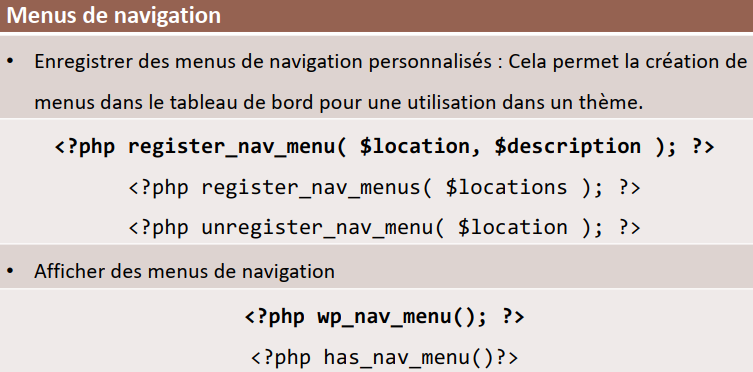 Menus de navigation
• Enregistrer des menus de navigation personnalisés : Cela permet la création de
menus dans le tableau de bord pour une utilisation dans un thème.
<?php register_nav_menu( $location, $description ); ?>
<?php register_nav_menus( $locations ); ?>
<?php unregister_nav_menu( $location ); ?>
• Afficher des menus de navigation
<?php wp_nav_menu(); ?>
<?php has_nav_menu()?>